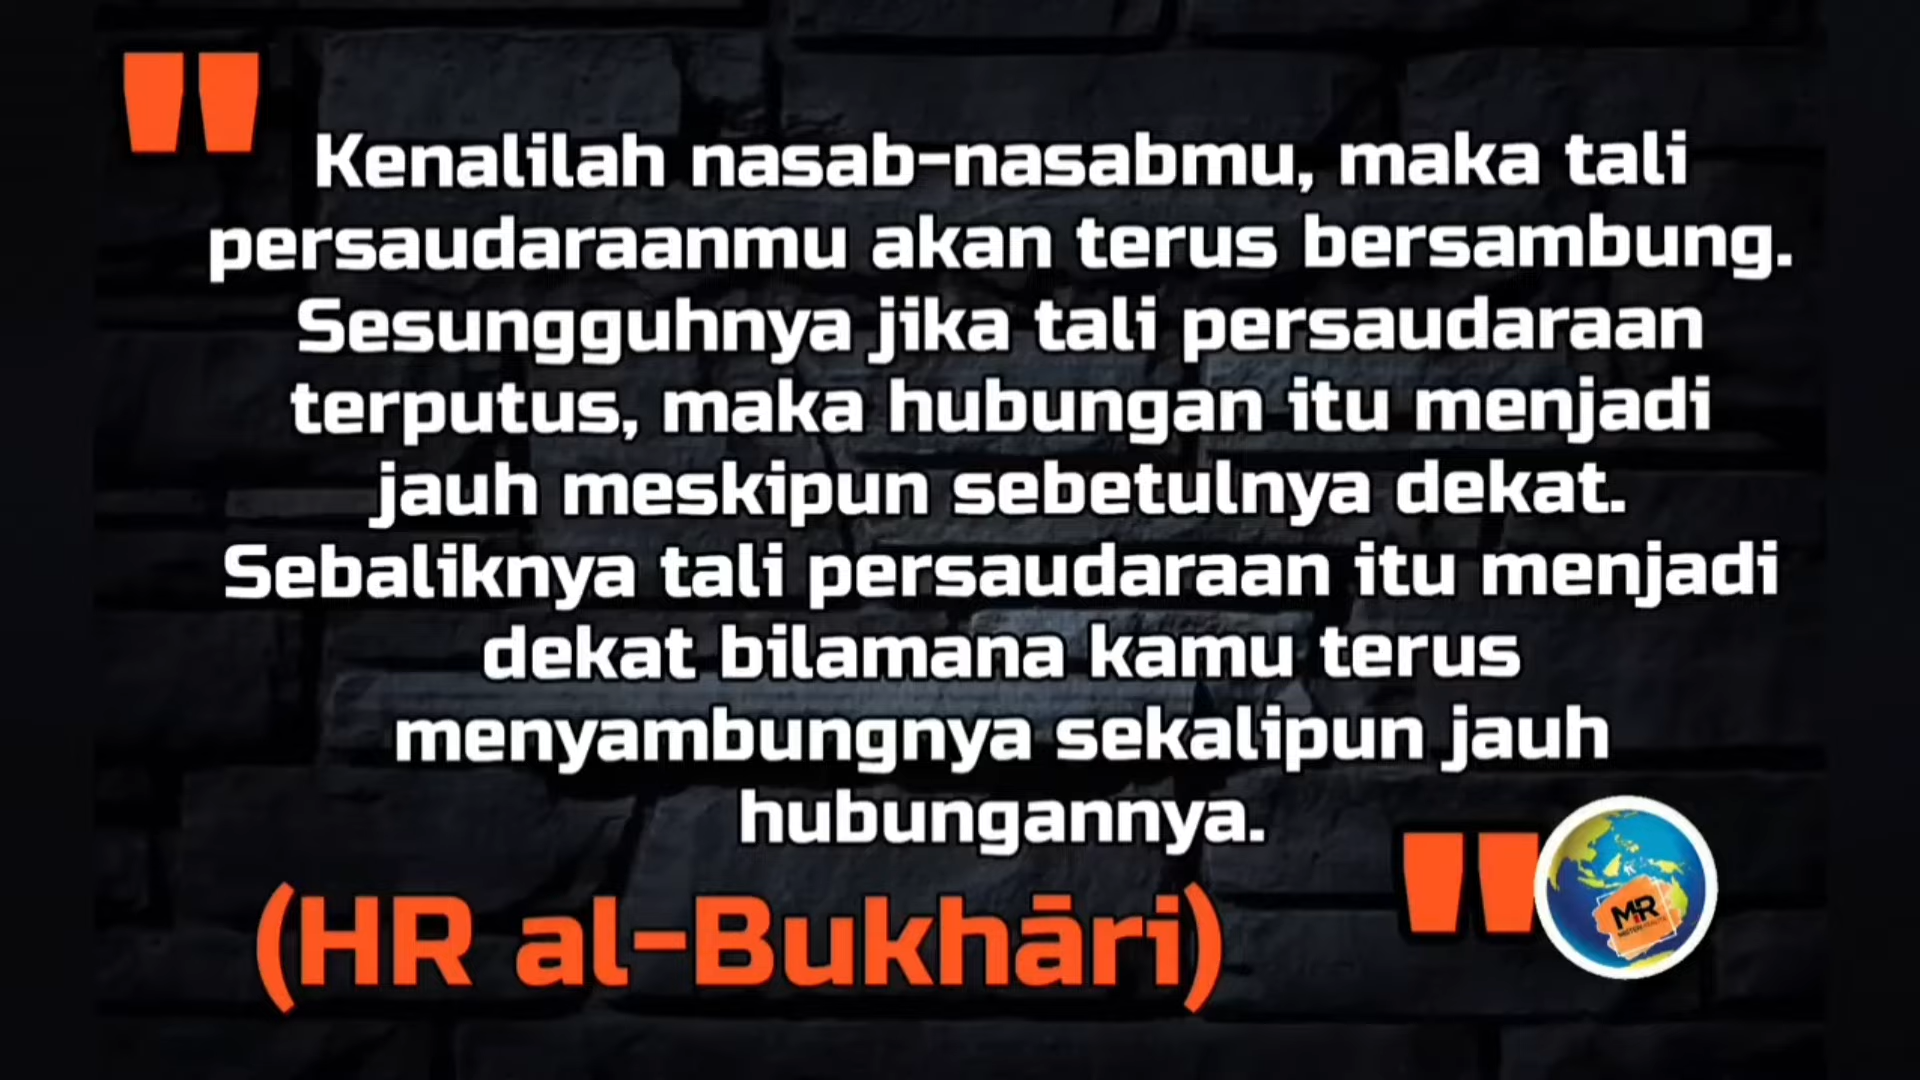 "
Kenalilah nasab-nasabmu, maka tali
persaudaraanmu akan terus bersambung.
Sesungguhnya jika tali persaudaraan
terputus, maka hubungan itu menjadi
jauh meskipun sebetulnya dekat.
Sebaliknya tali persaudaraan itu menjadi
dekat bilamana kamu terus
menyambungnya sekalipun jauh
hubungannya.
"
(HR al-Bukhāri)
MR